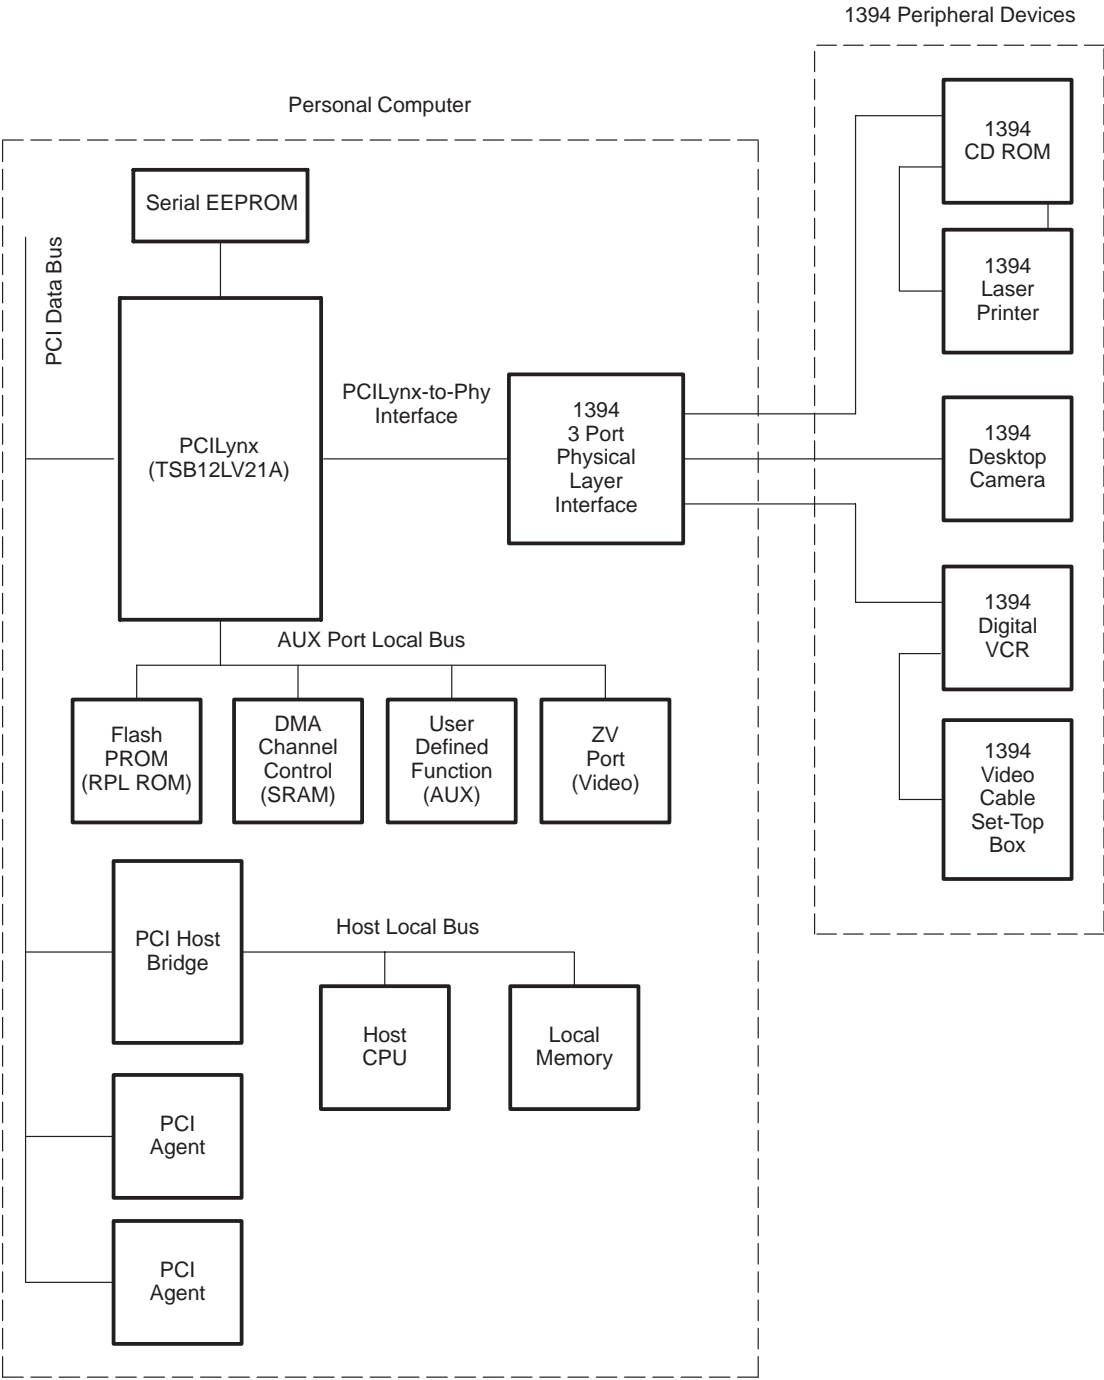 1394 Peripheral Devices
Personal Computer
1394
CD ROM
Serial EEPROM
PCI Data Bus
1394
Laser
Printer
PCILynx-to-Phy
Interface
PCILynx
(TSB12LV21A)
1394
3 Port
Physical
Layer
Interface
1394
Desktop
Camera
1394
Digital
VCR
AUX Port Local Bus
Flash
PROM
(RPL ROM)
DMA
Channel
Control
(SRAM)
User
Defined
Function
(AUX)
ZV
Port
(Video)
1394
Video
Cable
Set-Top
Box
PCI Host
Bridge
Host Local Bus
Host
CPU
Local
Memory
PCI
Agent
PCI
Agent